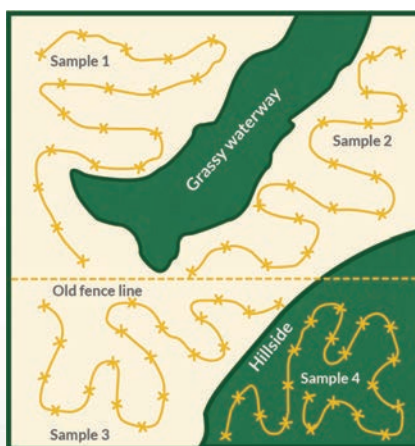 Sample 1
Grassy waterway
Sample 2
Old fence line
Hillside
Sample 4
Sample 3